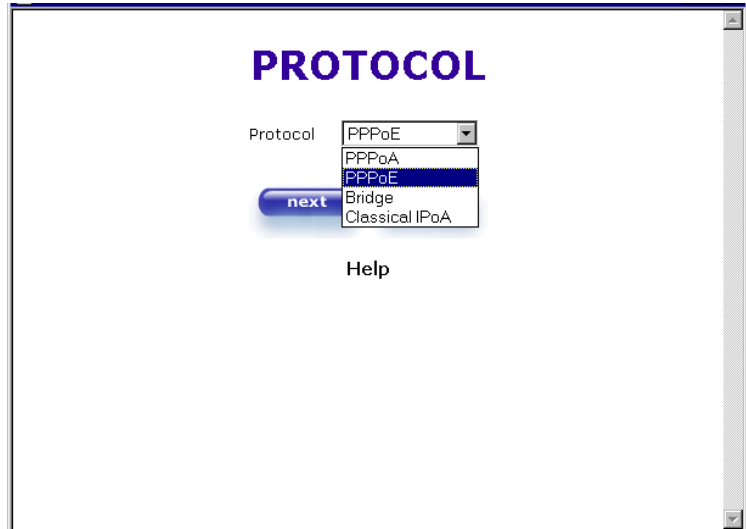 PROTOCOL
Protocol PPPoE
PPPoA
PPPoE
Bridge
Classical IPoA
next
Help